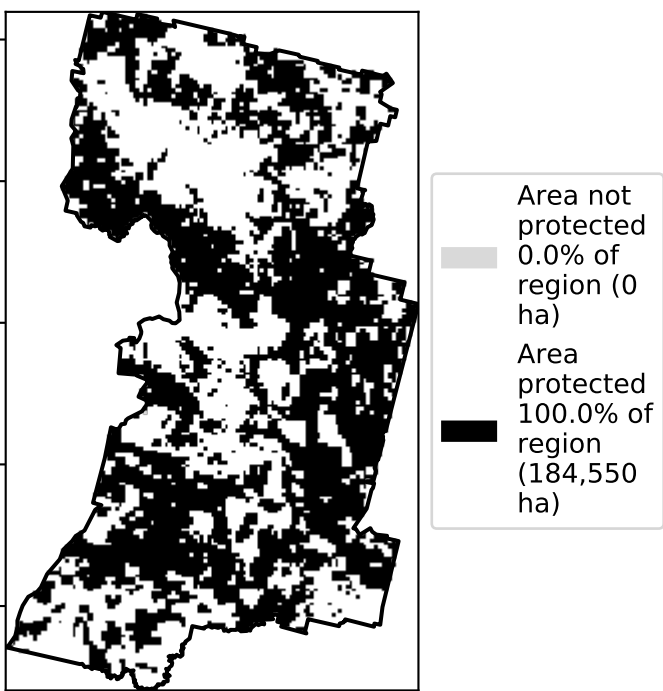 Area not
protected
0.0% of
region (0
ha)
Area
protected
100.0% of
region
(184,550
ha)